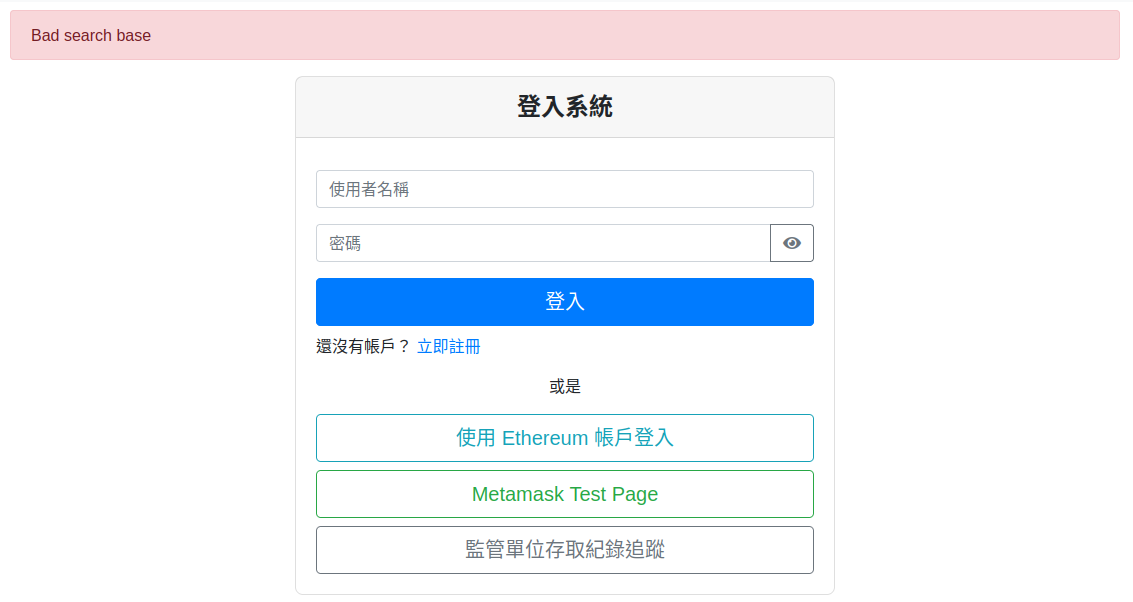 Bad search base
登入系統
使用者名稱
密碼
登入
還沒有帳戶？ 立即註冊
或是
使用 Ethereum 帳戶登入
Metamask Test Page
監管單位存取紀錄追蹤